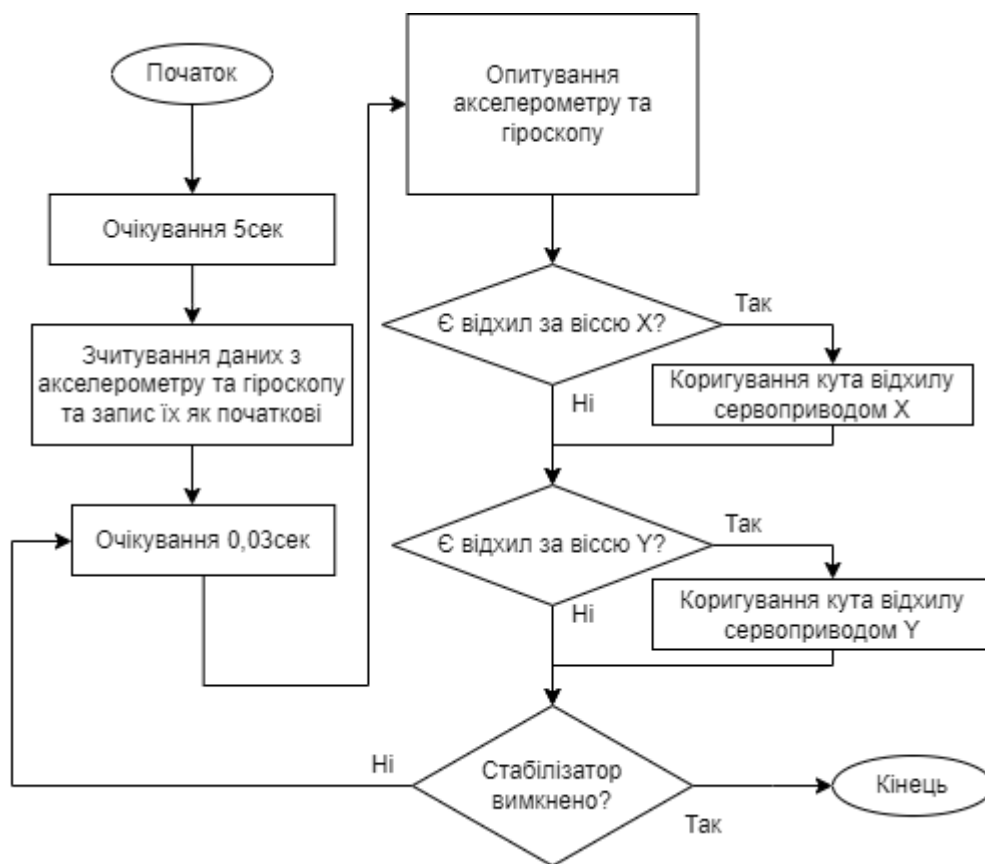 Початок
Очікування 5сек
Зчитування даних з
акселерометру та гіроскопу
та запис їх як початкові
Очікування 0,03сек
Опитування
акселерометру та
гіроскопу
Є відхил за віссю X?
Так
Ні
Коригування кута відхилу
сервоприводом X
Є відхил за віссю Y?
Так
Ні
Коригування кута відхилу
сервоприводом Y
Стабілізатор
вимкнено?
Ні
Так
Кінець